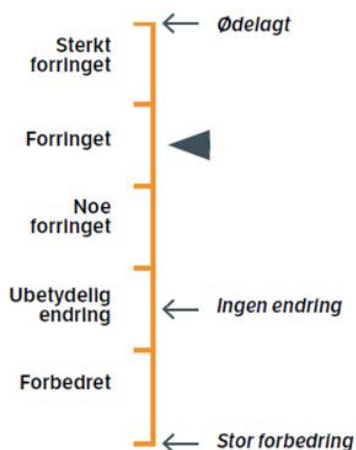 Ødelagt
Sterkt
forringet
Forringet
Noe
forringet
Ubetydelig
endring
Ingen endring
Forbedret
Stor forbedring